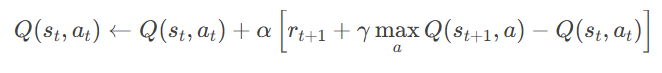 Q(s_t, a_t) ← Q(s_t, a_t) + α [r_{t+1} + γ max_a Q(s_{t+1}, a) − Q(s_t, a_t)]